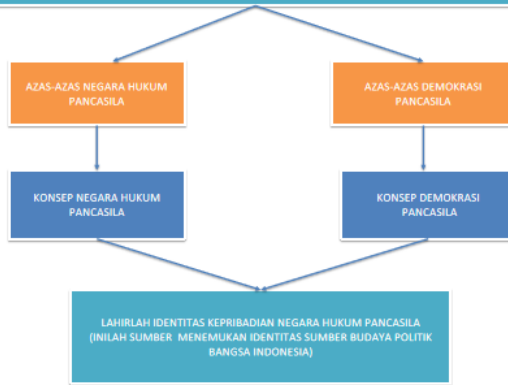 AZAS-AZAS NEGARA HUKUM
PANCASILA
AZAS-AZAS DEMOKRASI
PANCASILA
KONSEP NEGARA HUKUM
PANCASILA
KONSEP DEMOKRASI
PANCASILA
LAHIRLAH IDENTITAS KEPRIBADIAN NEGARA HUKUM PANCASILA
(INILAH SUMBER MENEMUKAN IDENTITAS SUMBER BUDAYA POLITIK
BANGSA INDONESIA)